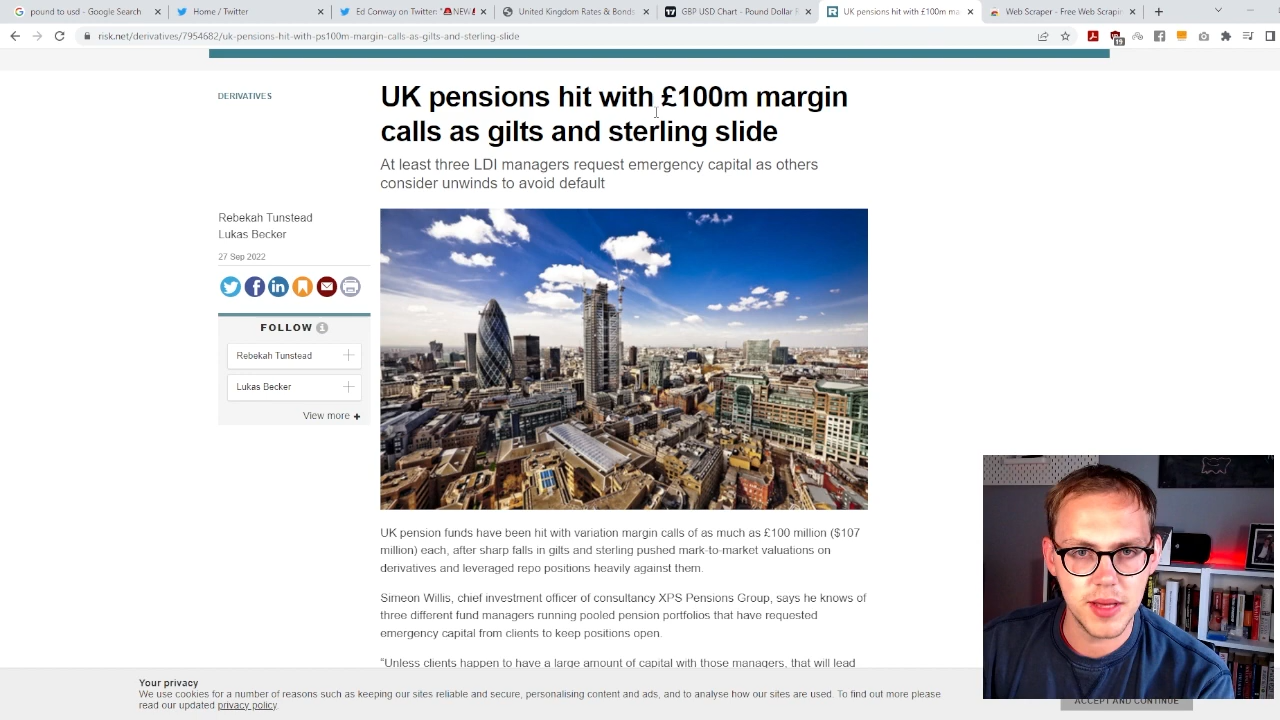 pound to usd - Google Search
Home / Twitter
Ed Conway on Twitter: "🚨NEW
United Kingdom Rates & Bonds
GBP USD Chart - Pound Dollar
UK pensions hit with £100m ma
Web Scraper - Free Web Scrapin
risk.net/derivatives/7954682/uk-pensions-hit-with-ps100m-margin-calls-as-gilts-and-sterling-slide
19
DERIVATIVES
UK pensions hit with £100m margin
calls as gilts and sterling slide
At least three LDI managers request emergency capital as others
consider unwinds to avoid default
Rebekah Tunstead
Lukas Becker
27 Sep 2022
FOLLOW
Rebekah Tunstead
Lukas Becker
View more +
UK pension funds have been hit with variation margin calls of as much as £100 million ($107
million) each, after sharp falls in gilts and sterling pushed mark-to-market valuations on
derivatives and leveraged repo positions heavily against them.
Simeon Willis, chief investment officer of consultancy XPS Pensions Group, says he knows of
three different fund managers running pooled pension portfolios that have requested
emergency capital from clients to keep positions open.
“Unless clients happen to have a large amount of capital with those managers, that will lead
Your privacy
We use cookies for a number of reasons such as keeping our sites reliable and secure, personalising content and ads, and to analyse how our sites are used. To find out more please
read our updated privacy policy.
ACCEPT AND CONTINUE